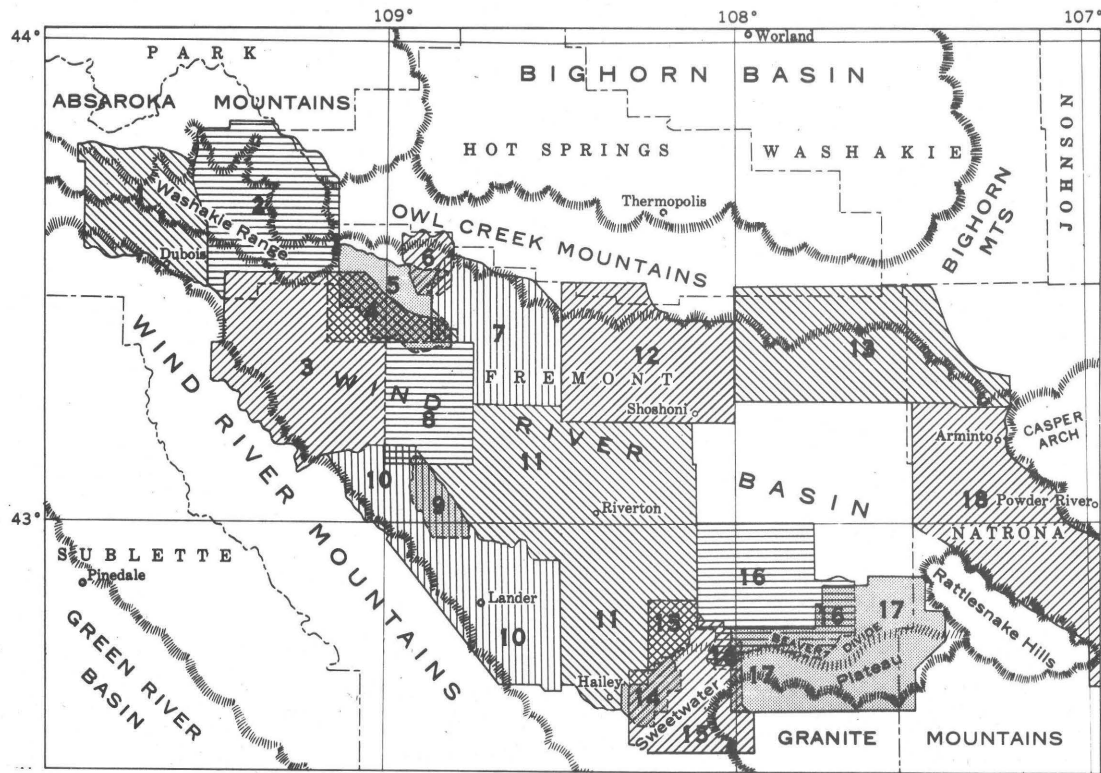 109°
108°
107°
44°
PARK
Worland
BIGHORN BASIN
ABSAROKA MOUNTAINS
JOHNSON
HOT SPRINGS
WASHAKIE
2
Washakie Range
Thermopolis
BIGHORN MTS
OWL CREEK MOUNTAINS
Dubois
6
5
4
7
12
13
3
FREMONT
WIND RIVER BASIN
8
Shoshoni
CASPER ARCH
Arminto
WIND RIVER MOUNTAINS
10
11
9
Riverton
18
Powder River
43°
NATRONA
SUBLETTE
Pinedale
16
Rattlesnake Hills
Lander
17
16
10
11
13
BEAVER DIVIDE
GREEN RIVER BASIN
14
17
Plateau
Hailey
14
Sweetwater
15
GRANITE MOUNTAINS